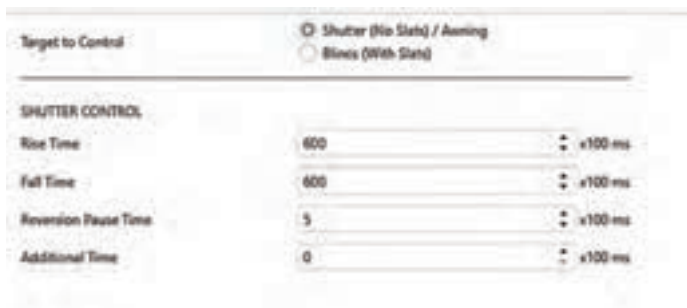 Target to Control
Shutter (No Slats) / Awning
Blinds (With Slats)
SHUTTER CONTROL
Rise Time 600 x100 ms
Fall Time 600 x100 ms
Reversion Pause Time 5 x100 ms
Additional Time 0 x100 ms